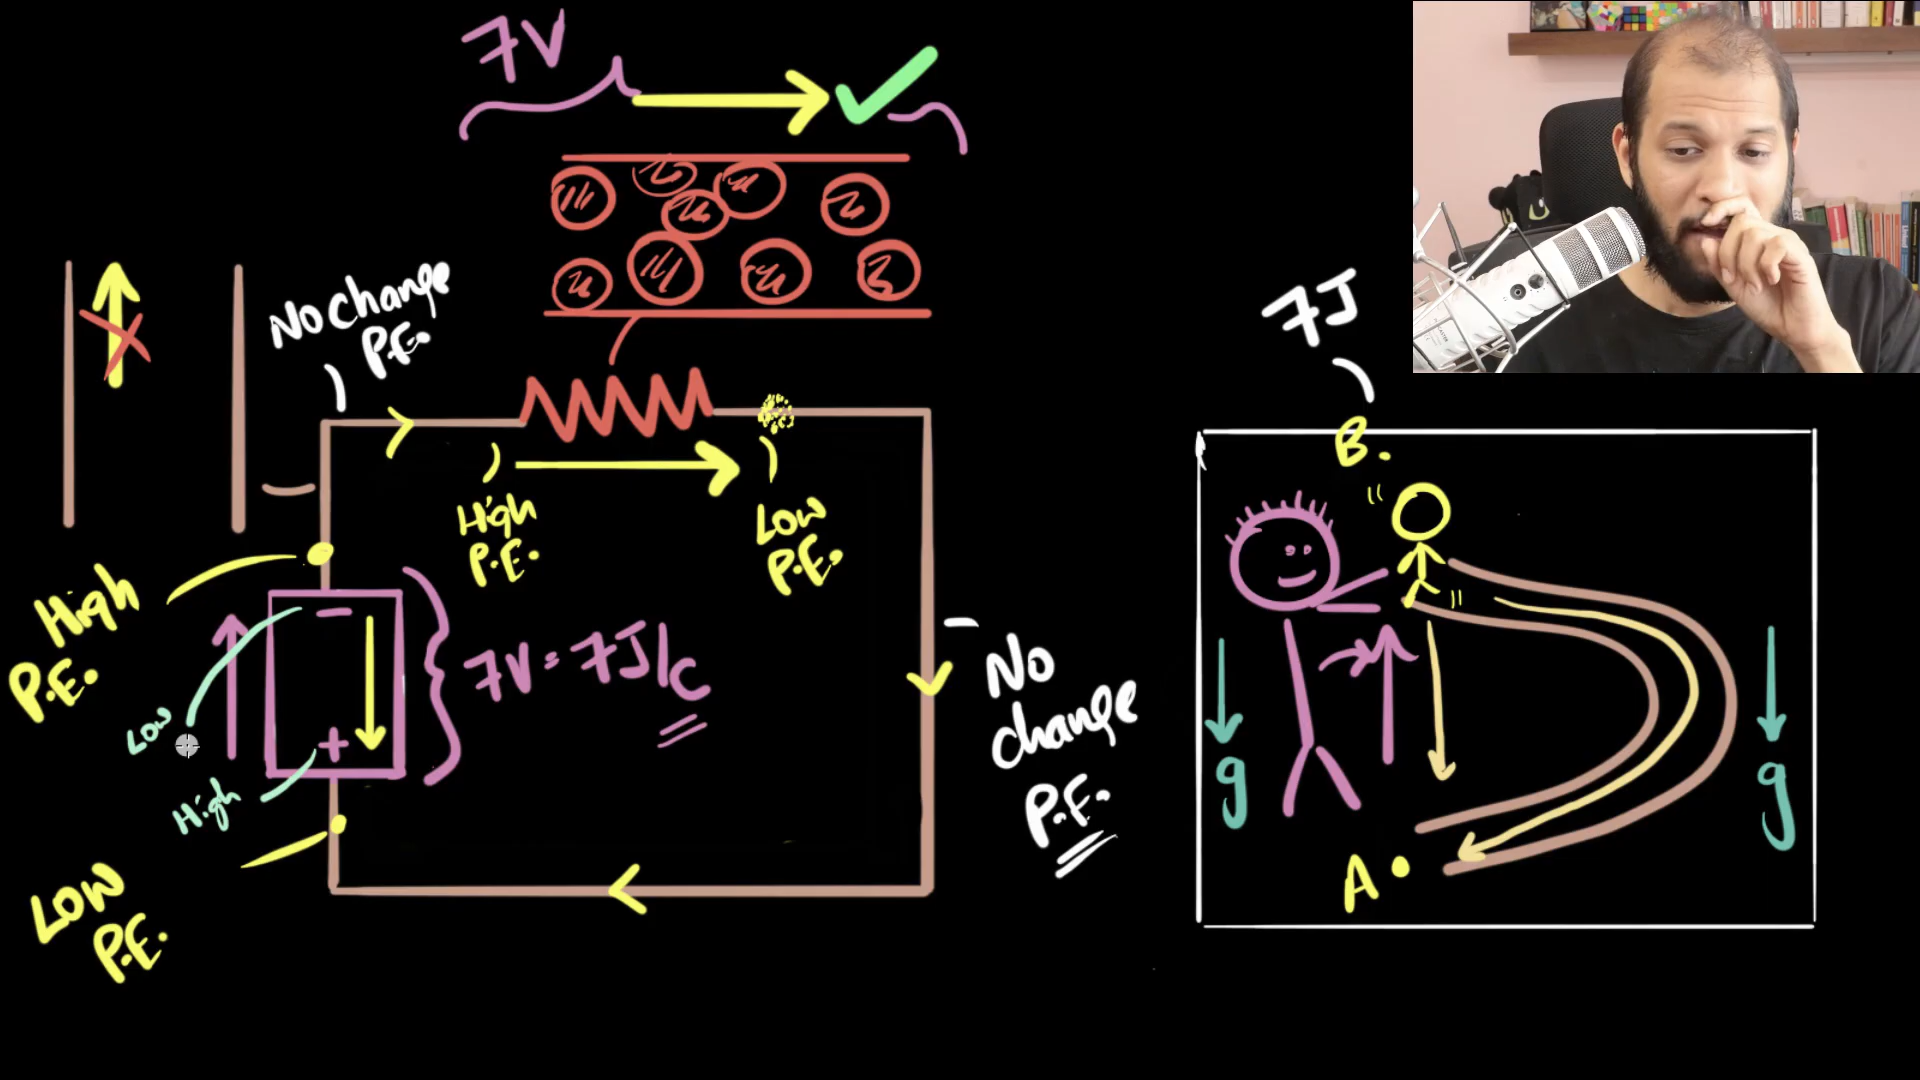 7V
No change
P.E.
High
P.E.
Low
P.E.
High
P.E.
Low
High
Low
P.E.
−
+
7V = 7J/C
No
change
P.E.
7J
B.
g
g
A